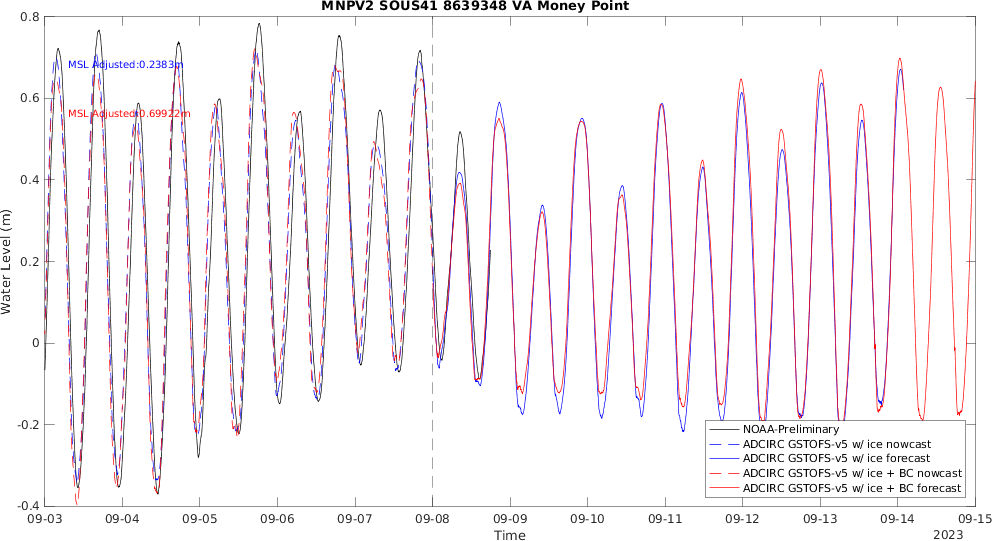 MNPV2 SOUS41 8639348 VA Money Point
0.8
0.6
0.4
0.2
0
-0.2
-0.4
Water Level (m)
MSL Adjusted:0.2383m
MSL Adjusted:0.69922m
NOAA-Preliminary
ADCIRC GSTOFS-v5 w/ ice nowcast
ADCIRC GSTOFS-v5 w/ ice forecast
ADCIRC GSTOFS-v5 w/ ice + BC nowcast
ADCIRC GSTOFS-v5 w/ ice + BC forecast
09-03 09-04 09-05 09-06 09-07 09-08 09-09 09-10 09-11 09-12 09-13 09-14 09-15
Time
2023